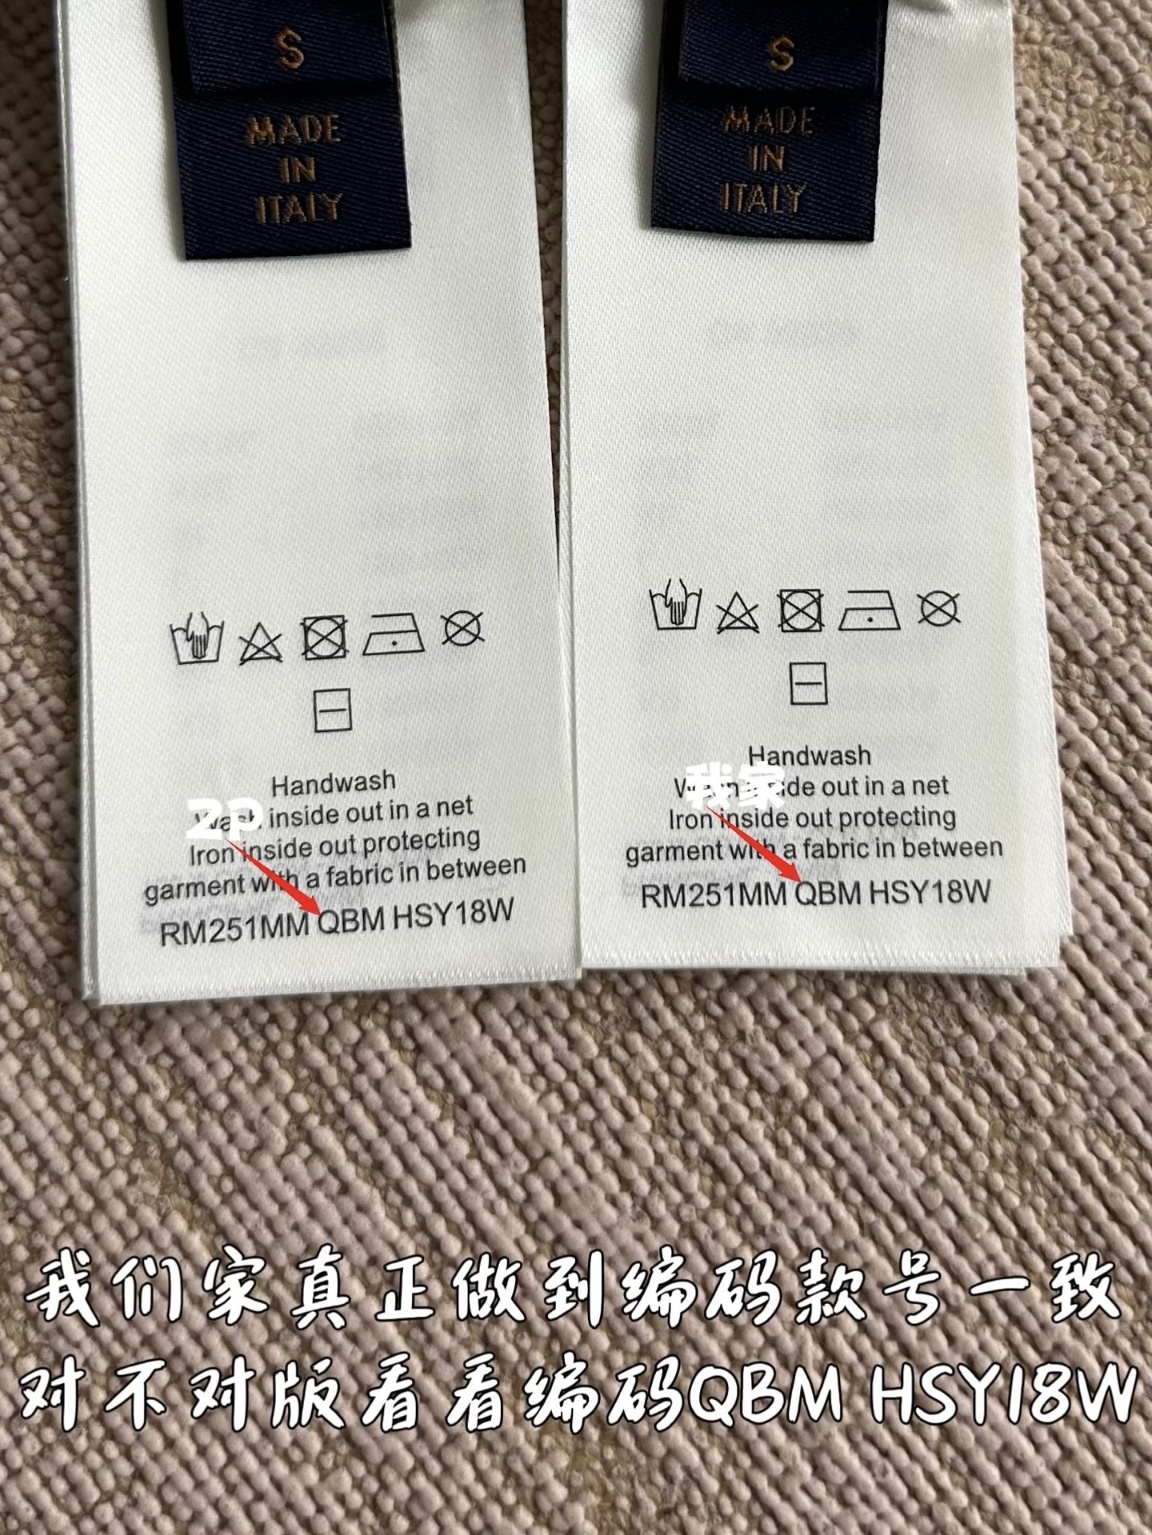 S
MADE
IN
ITALY
Handwash
Wash inside out in a net
Iron inside out protecting
garment with a fabric in between
RM251MM QBM HSY18W
2P
S
MADE
IN
ITALY
Handwash
Wash inside out in a net
Iron inside out protecting
garment with a fabric in between
RM251MM QBM HSY18W
我家
我们家真正做到编码款号一致
对不对版看看编码QBM HSY18W